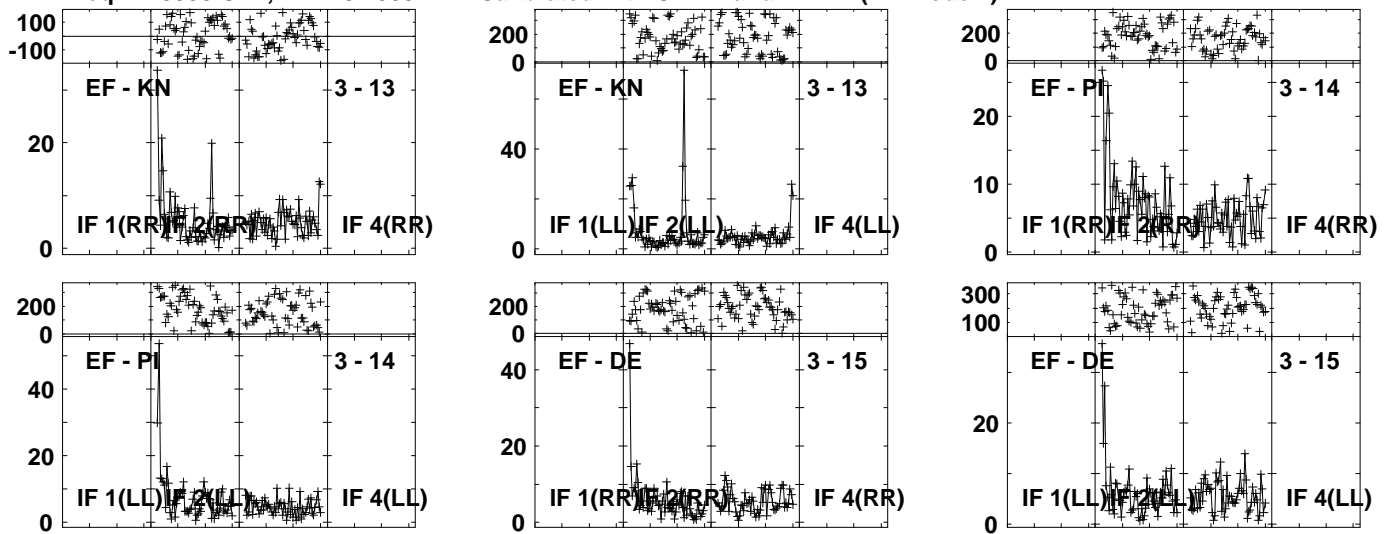 100
-100
EF - KN 3 - 13
20
0
IF 1(RR) IF 2(RR) IF 4(RR)
200
0
EF - KN 3 - 13
40
0
IF 1(LL) IF 2(LL) IF 4(LL)
200
0
EF - PI 3 - 14
20
10
0
IF 1(RR) IF 2(RR) IF 4(RR)
200
0
EF - PI 3 - 14
40
20
0
IF 1(LL) IF 2(LL) IF 4(LL)
200
0
EF - DE 3 - 15
40
30
20
10
0
IF 1(RR) IF 2(RR) IF 4(RR)
300
100
EF - DE 3 - 15
20
0
IF 1(LL) IF 2(LL) IF 4(LL)